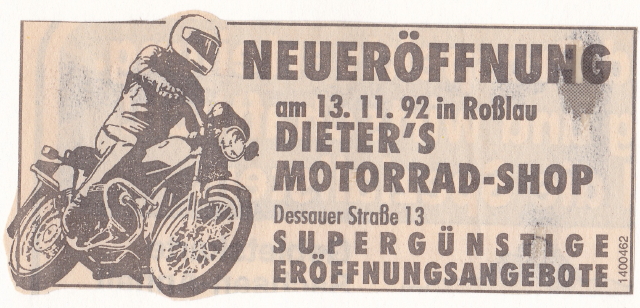 NEUERÖFFNUNG
am 13. 11. 92 in Roßlau
DIETER'S
MOTORRAD-SHOP
Dessauer Straße 13
SUPERGÜNSTIGE
ERÖFFNUNGSANGEBOTE
1400462